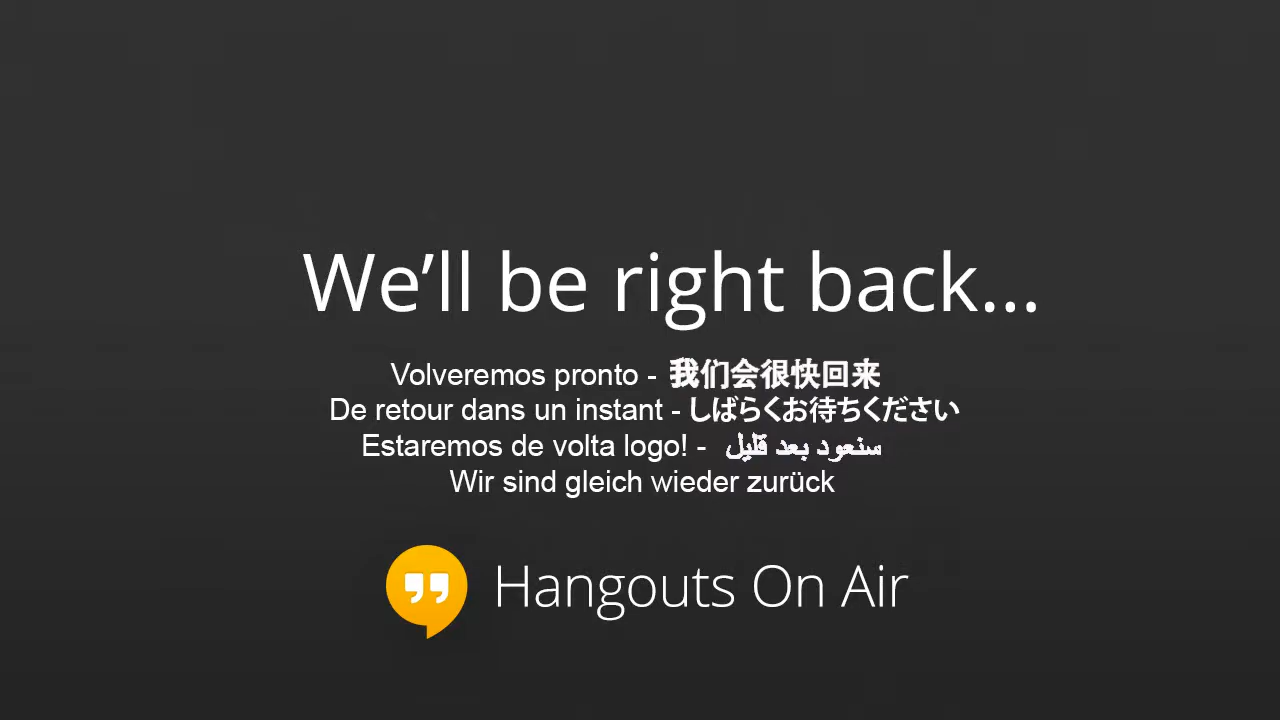 We’ll be right back...
Volveremos pronto - 我们会很快回来
De retour dans un instant - しばらくお待ちください
Estaremos de volta logo! - سنعود بعد قليل
Wir sind gleich wieder zurück
Hangouts On Air